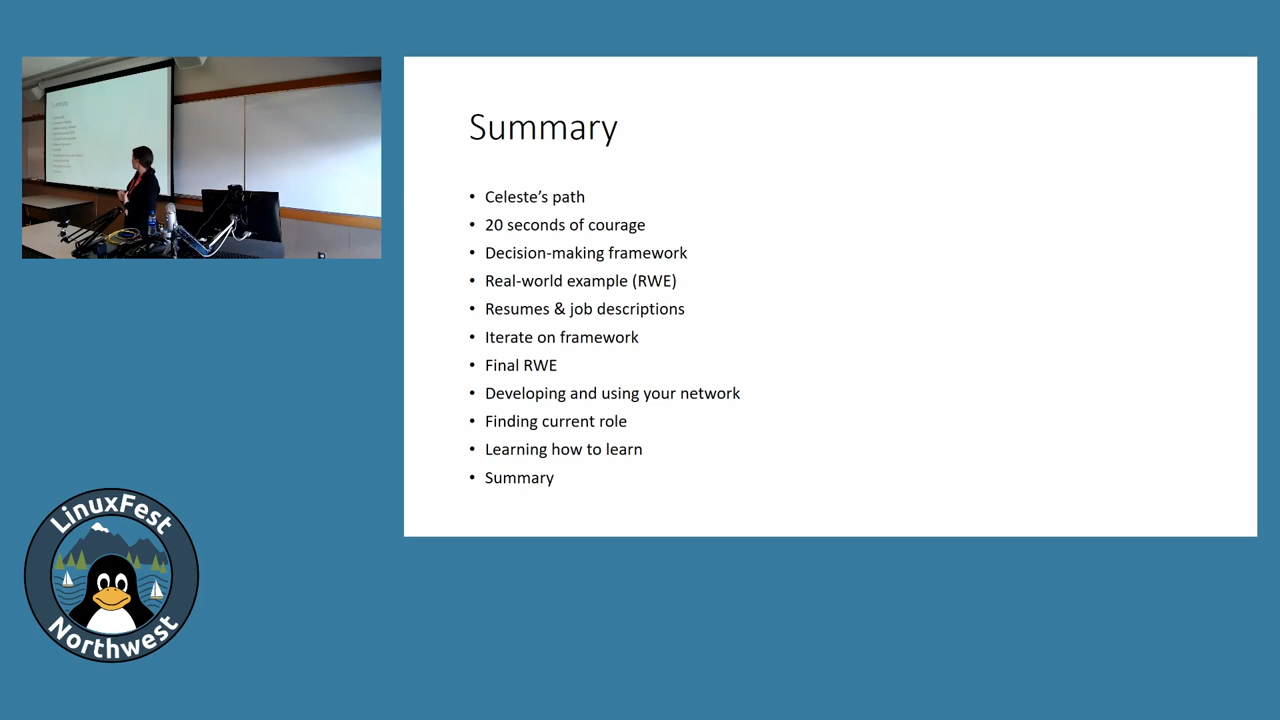 Summary
• Celeste’s path
• 20 seconds of courage
• Decision-making framework
• Real-world example (RWE)
• Resumes & job descriptions
• Iterate on framework
• Final RWE
• Developing and using your network
• Finding current role
• Learning how to learn
• Summary
LinuxFest
Northwest